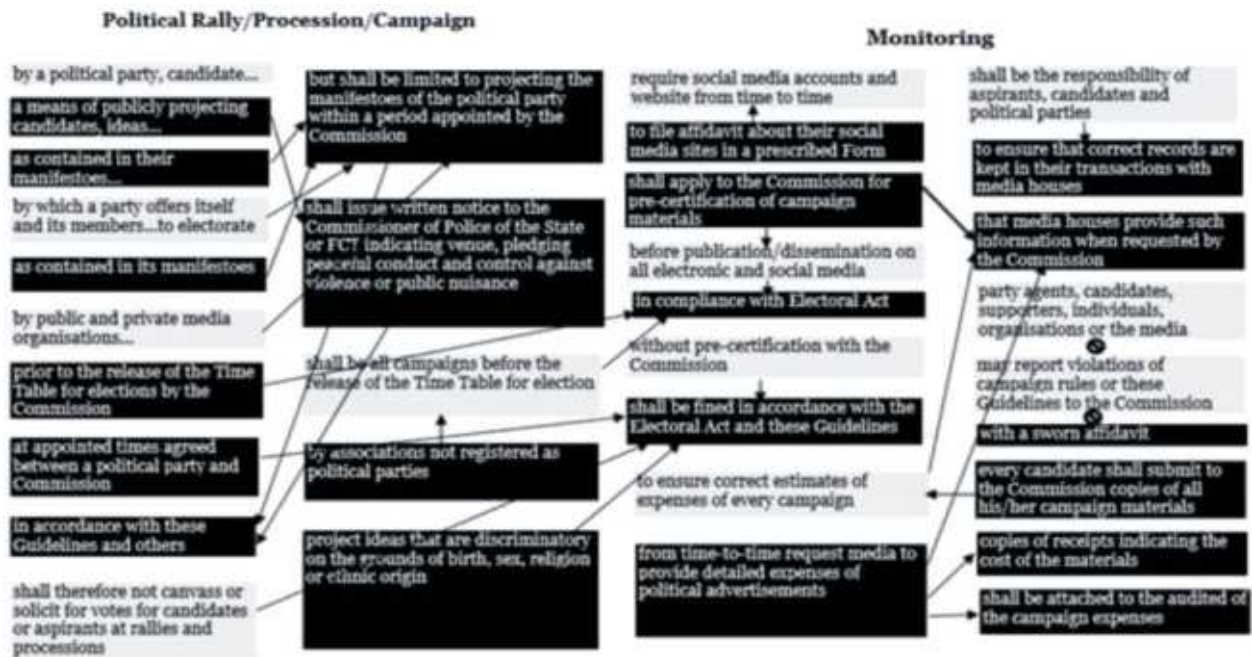 Political Rally/Procession/Campaign
by a political party, candidate...
a means of publicly projecting
candidates, ideas...
as contained in their
manifestoes...
by which a party offers itself
and its members...to electorate
as contained in its manifestoes
by public and private media
organisations...
prior to the release of the Time
Table for elections by the
Commission
at appointed times agreed
between a political party and
Commission
in accordance with these
Guidelines and others
shall therefore not canvass or
solicit for votes for candidates
or aspirants at rallies and
processions
but shall be limited to projecting the
manifestoes of the political party
within a period appointed by the
Commission
shall issue written notice to the
Commissioner of Police of the State
or FCT indicating venue, pledging
peaceful conduct and control against
violence or public nuisance
shall be all campaigns before the
release of the Time Table for election
by associations not registered as
political parties
project ideas that are discriminatory
on the grounds of birth, sex, religion
or ethnic origin
Monitoring
require social media accounts and
website from time to time
to file affidavit about their social
media sites in a prescribed Form
shall apply to the Commission for
pre-certification of campaign
materials
before publication/dissemination on
all electronic and social media
in compliance with Electoral Act
without pre-certification with the
Commission
shall be fined in accordance with the
Electoral Act and these Guidelines
to ensure correct estimates of
expenses of every campaign
from time-to-time request media to
provide detailed expenses of
political advertisements
shall be the responsibility of
aspirants, candidates and
political parties
to ensure that correct records are
kept in their transactions with
media houses
that media houses provide such
information when requested by
the Commission
party agents, candidates,
supporters, individuals,
organisations or the media
may report violations of
campaign rules or these
Guidelines to the Commission
with a sworn affidavit
every candidate shall submit to
the Commission copies of all
his/her campaign materials
copies of receipts indicating the
cost of the materials
shall be attached to the audited of
the campaign expenses